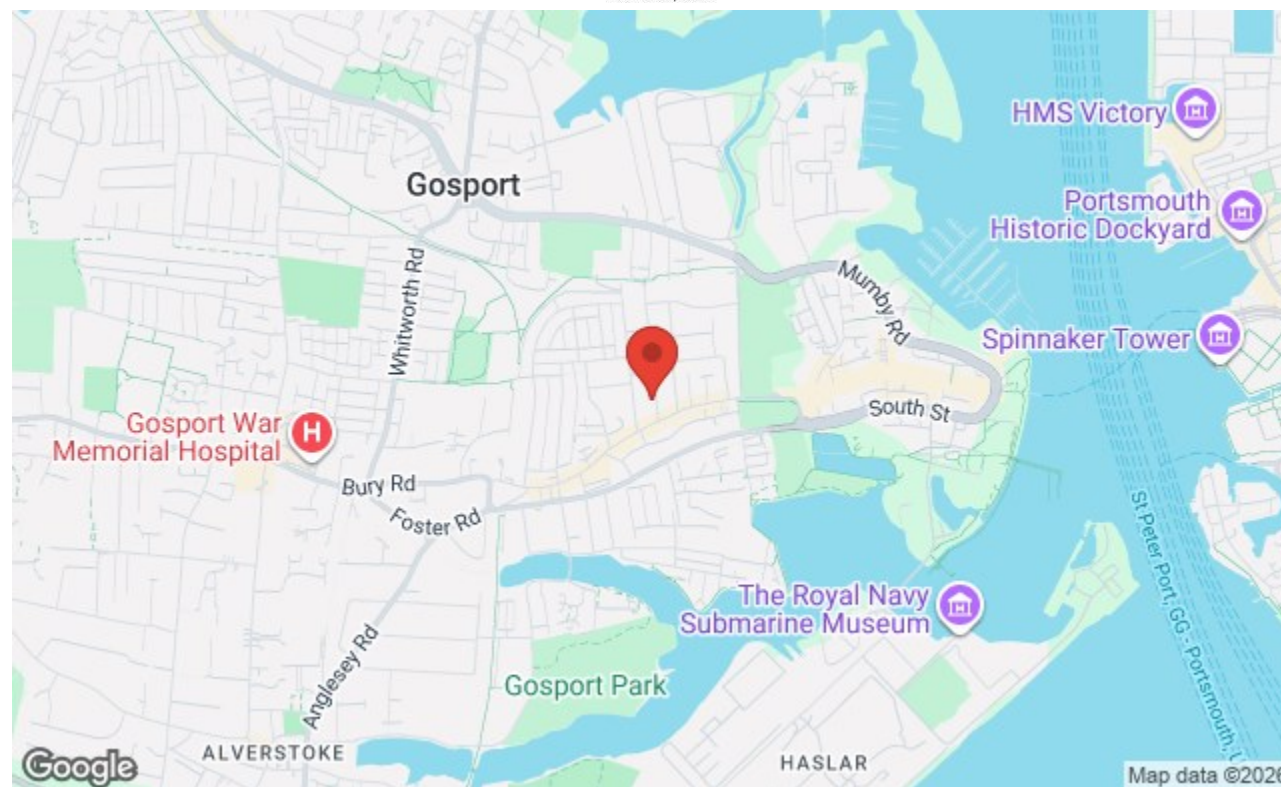 HMS Victory
Portsmouth
Historic Dockyard
Gosport
Mumby Rd
Whitworth Rd
Spinnaker Tower
South St
Gosport War
Memorial Hospital
H
Bury Rd
Foster Rd
St Peter Port, GG - Portsmouth,
The Royal Navy
Submarine Museum
Anglesey Rd
Gosport Park
ALVERSTOKE
HASLAR
Google
Map data ©2026